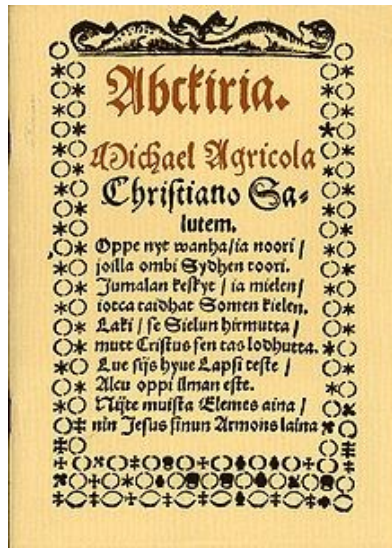 Abckiria.
Michael Agricola
Christiano Sa-
lutem.
Oppe nyt wanha/ia noori/
joilla ombi Sydhen toori.
Jumalan keskyt/ia mielen/
iotca taidhat Somen kielen.
Laki/se Sielun hirmutta/
mutt Cristus sen tas lodhutta.
Lue sijs hyue Lapsi teste/
Alcu oppi ilman este.
Nijte muista Elemes aina/
nin Jesus sinun Armons laina